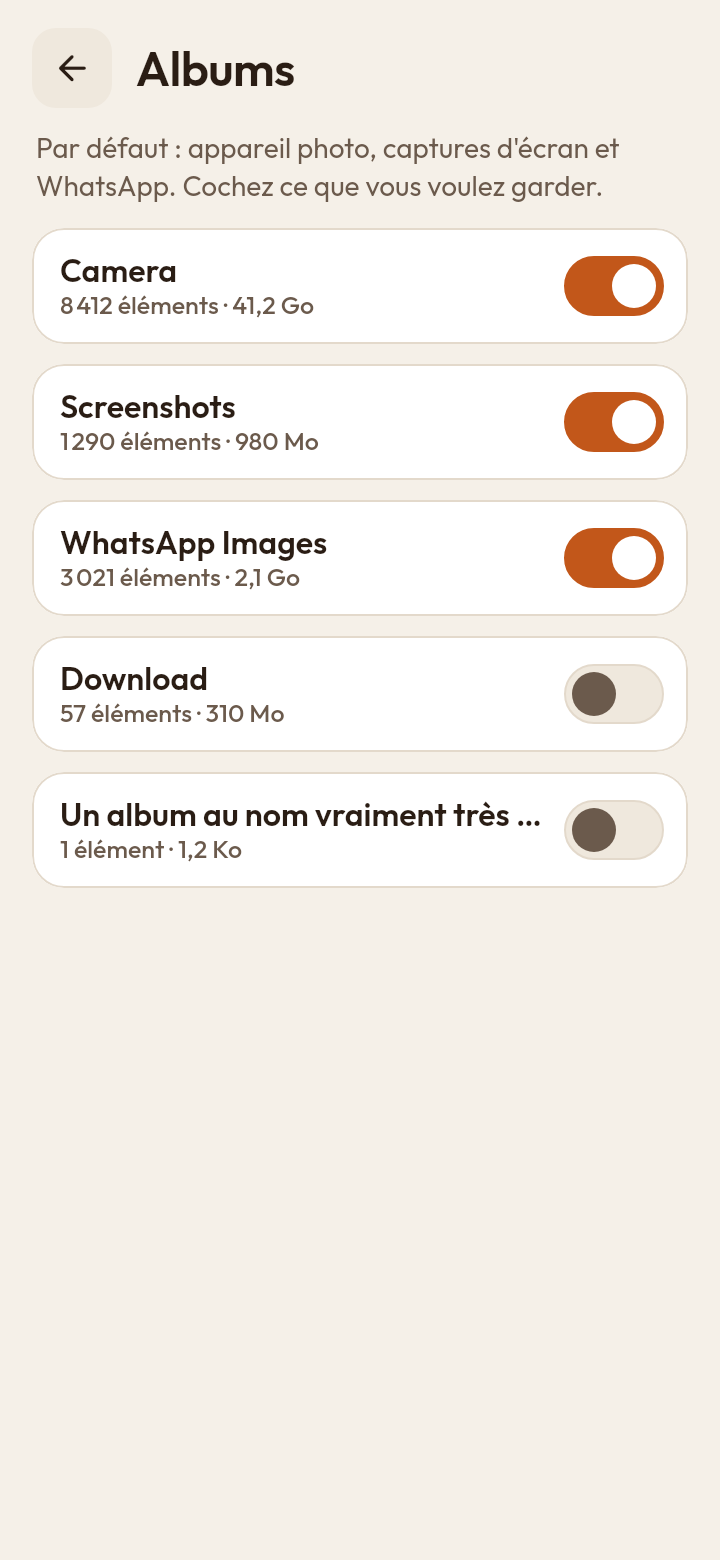 Albums
Par défaut : appareil photo, captures d'écran et
WhatsApp. Cochez ce que vous voulez garder.
Camera
8 412 éléments · 41,2 Go
Screenshots
1 290 éléments · 980 Mo
WhatsApp Images
3 021 éléments · 2,1 Go
Download
57 éléments · 310 Mo
Un album au nom vraiment très ...
1 élément · 1,2 Ko